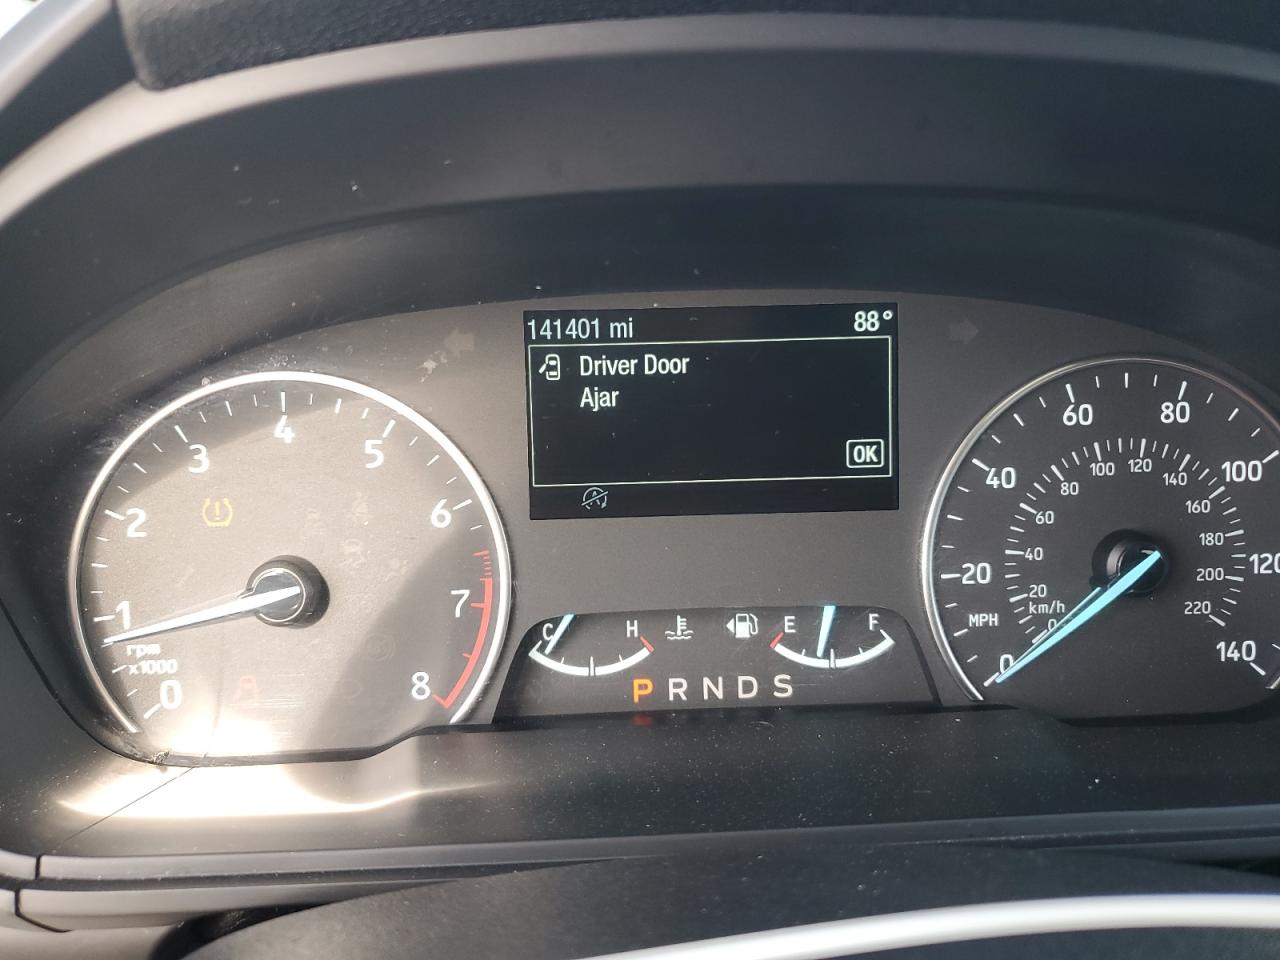 141401 mi 88°
Driver Door
Ajar
OK
0 1 2 3 4 5 6 7 8
rpm
x1000
C H E F
P R N D S
0 20 40 60 80 100 120 140
MPH
0 20 40 60 80 100 120 140 160 180 200 220
km/h